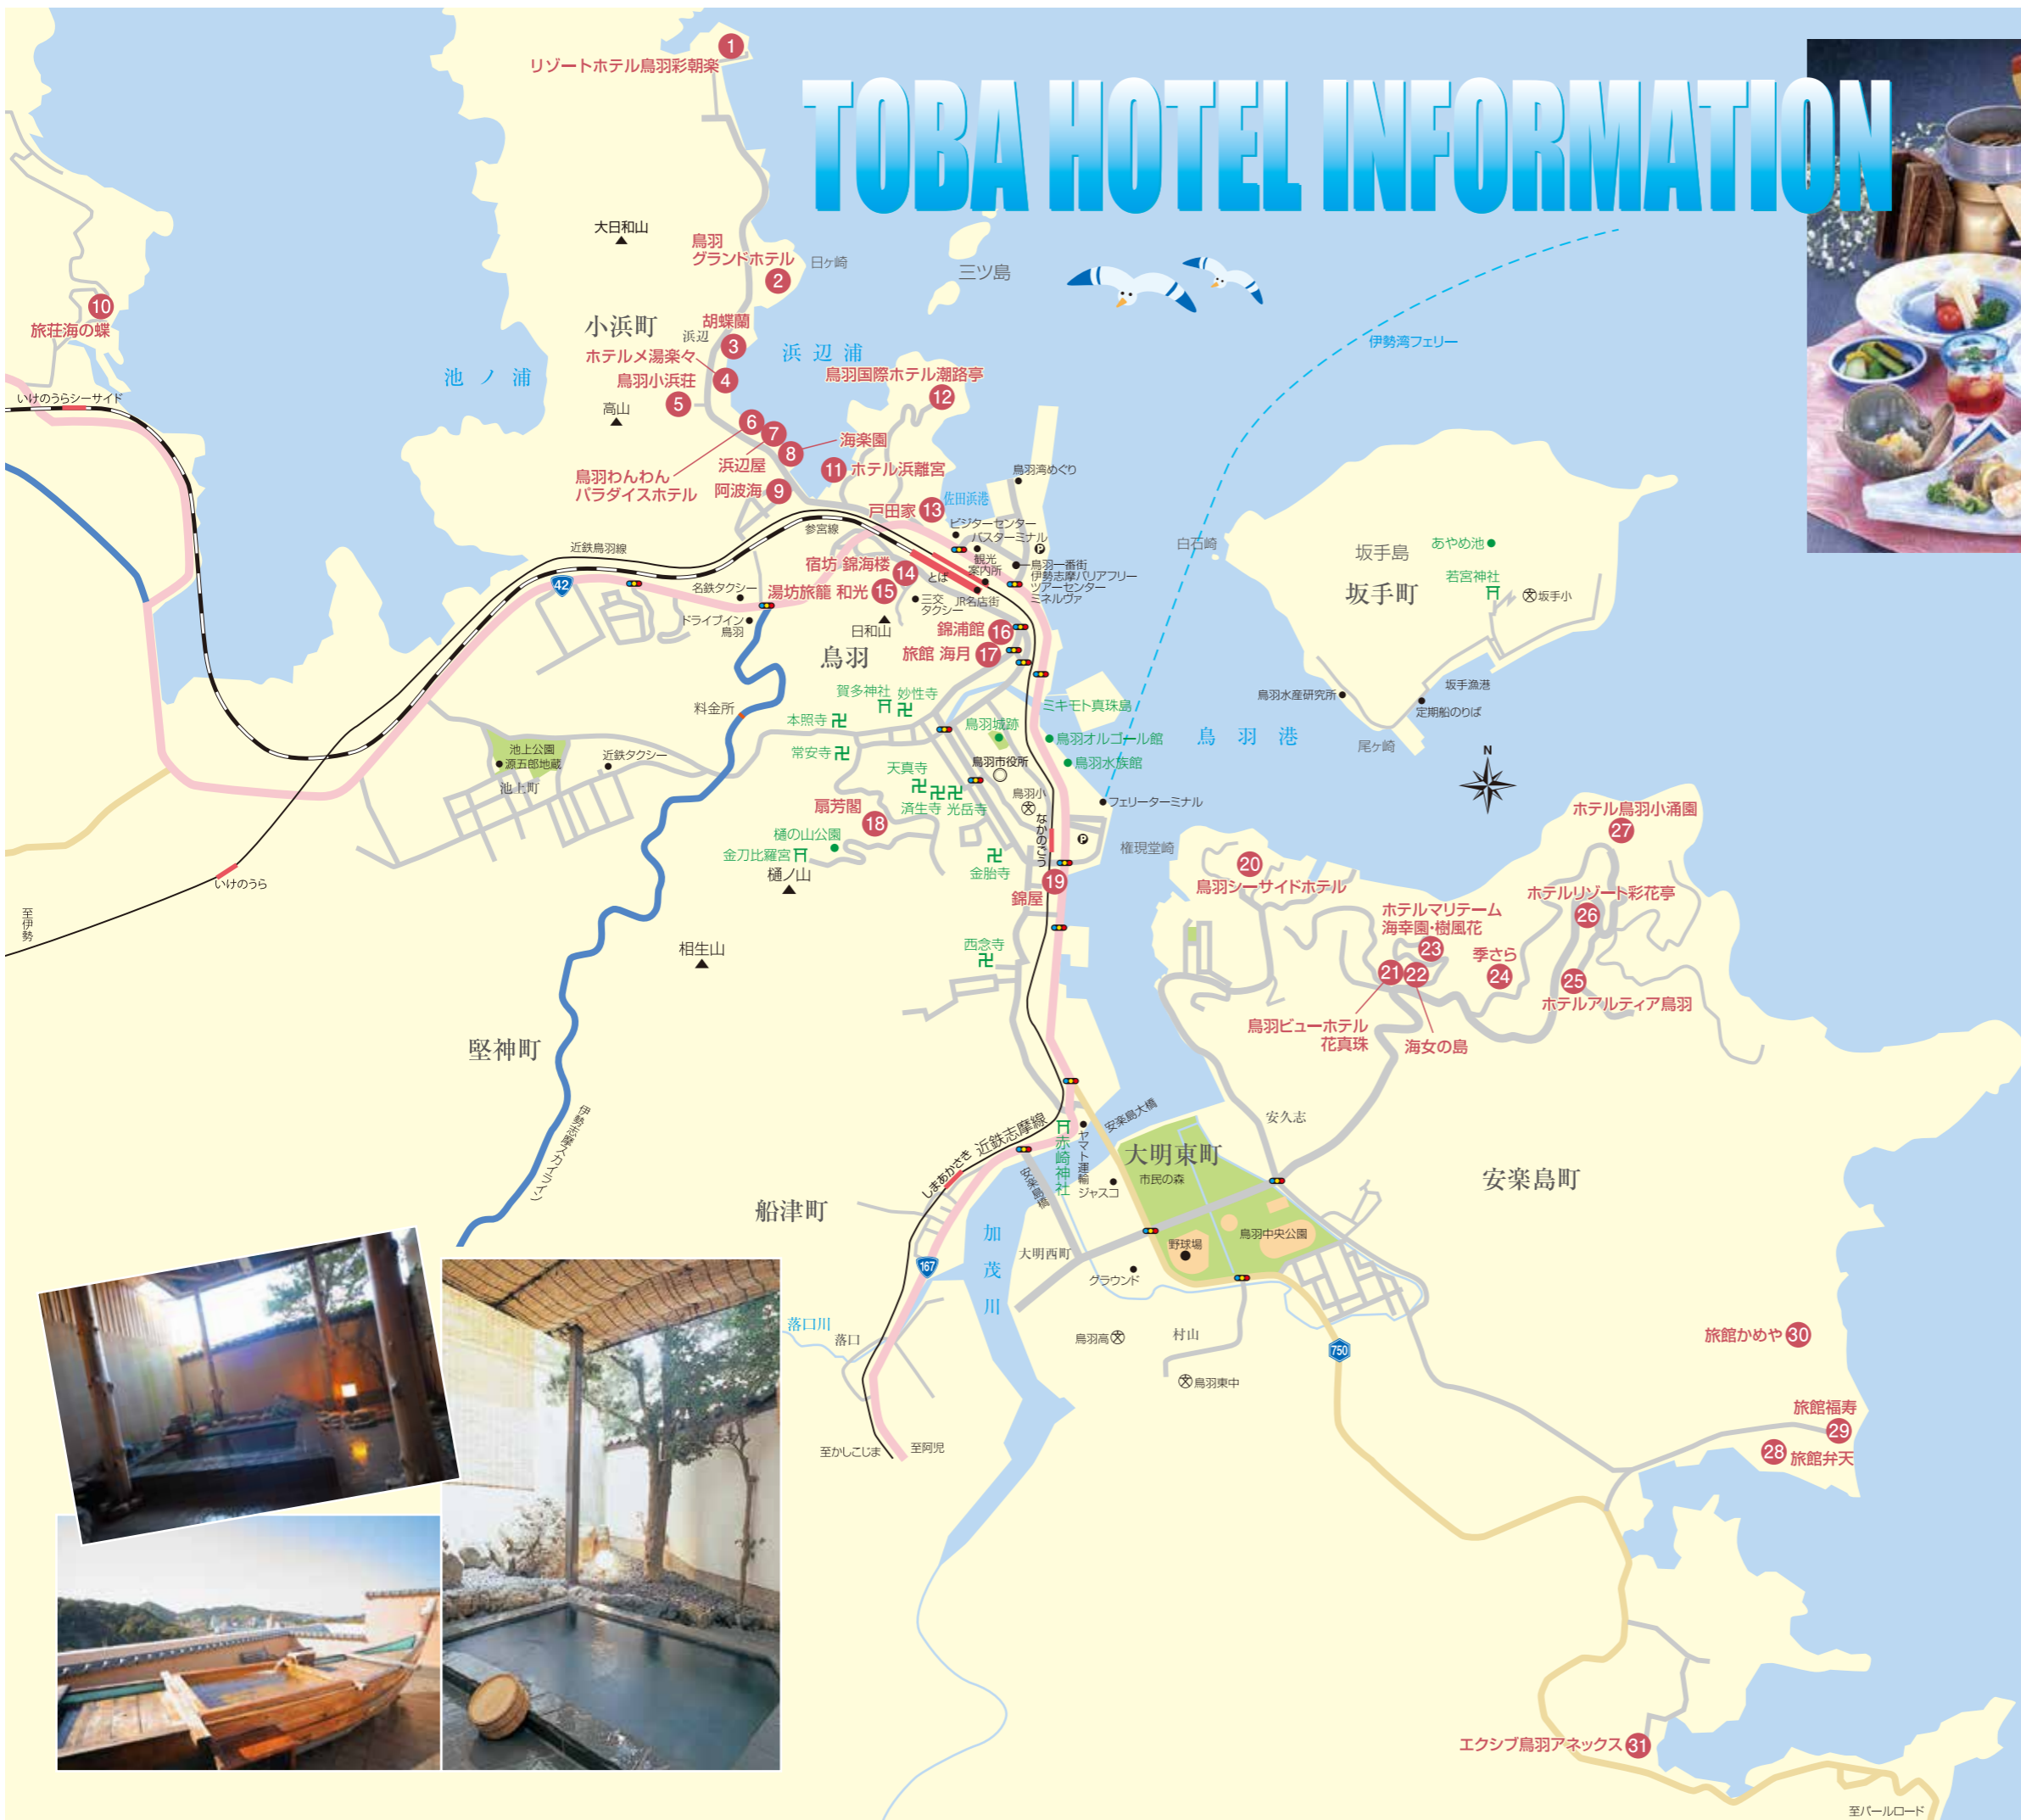 TOBA HOTEL INFORMATION
1
リゾートホテル鳥羽彩朝楽
大日和山
鳥羽
グランドホテル
2
日ヶ崎
三ツ島
10
旅荘海の蝶
小浜町
浜辺
胡蝶蘭
3
ホテルメ湯楽々
4
鳥羽小浜荘
5
高山
浜辺浦
池ノ浦
鳥羽国際ホテル潮路亭
12
伊勢湾フェリー
いけのうらシーサイド
6
7
8
海楽園
鳥羽わんわん
パラダイスホテル
浜辺屋
11
ホテル浜離宮
阿波海
9
鳥羽湾めぐり
戸田家
13
佐田浜港
ビジターセンター
バスターミナル
参宮線
近鉄鳥羽線
観光
案内所
P
鳥羽一番街
伊勢志摩バリアフリー
ツアーセンター
ミネルヴァ
宿坊 錦海楼
14
とば
湯坊旅籠 和光
15
三交
タクシー
JR名店街
42
名鉄タクシー
ドライブイン
鳥羽
日和山
錦浦館
16
旅館 海月
17
鳥羽
白石崎
坂手島
坂手町
あやめ池
若宮神社
文
坂手小
鳥羽水産研究所
坂手漁港
定期船のりば
尾ヶ崎
鳥羽港
N
賀多神社
妙性寺
本照寺
常安寺
料金所
ミキモト真珠島
鳥羽城跡
鳥羽オルゴール館
鳥羽水族館
鳥羽市役所
鳥羽小
文
天真寺
済生寺
光岳寺
フェリーターミナル
なかのごう
P
権現堂崎
池上公園
源五郎地蔵
池上町
近鉄タクシー
扇芳閣
18
樋の山公園
金刀比羅宮
樋ノ山
金胎寺
19
錦屋
いけのうら
至伊勢
相生山
西念寺
20
鳥羽シーサイドホテル
ホテル鳥羽小涌園
27
ホテルリゾート彩花亭
26
ホテルマリテーム
海幸園・樹風花
23
季さら
24
25
ホテルアルティア鳥羽
21
22
鳥羽ビューホテル
花真珠
海女の島
堅神町
伊勢志摩スカイライン
近鉄志摩線
しまあかさき
赤崎神社
ヤマト運輸
安楽島大橋
安楽島橋
ジャスコ
大明東町
市民の森
安久志
安楽島町
船津町
加茂川
大明西町
野球場
鳥羽中央公園
グラウンド
167
落口川
落口
鳥羽高
文
村山
文
鳥羽東中
750
至かしこじま
至阿児
旅館かめや
30
旅館福寿
29
28
旅館弁天
エクシブ鳥羽アネックス
31
至パールロード